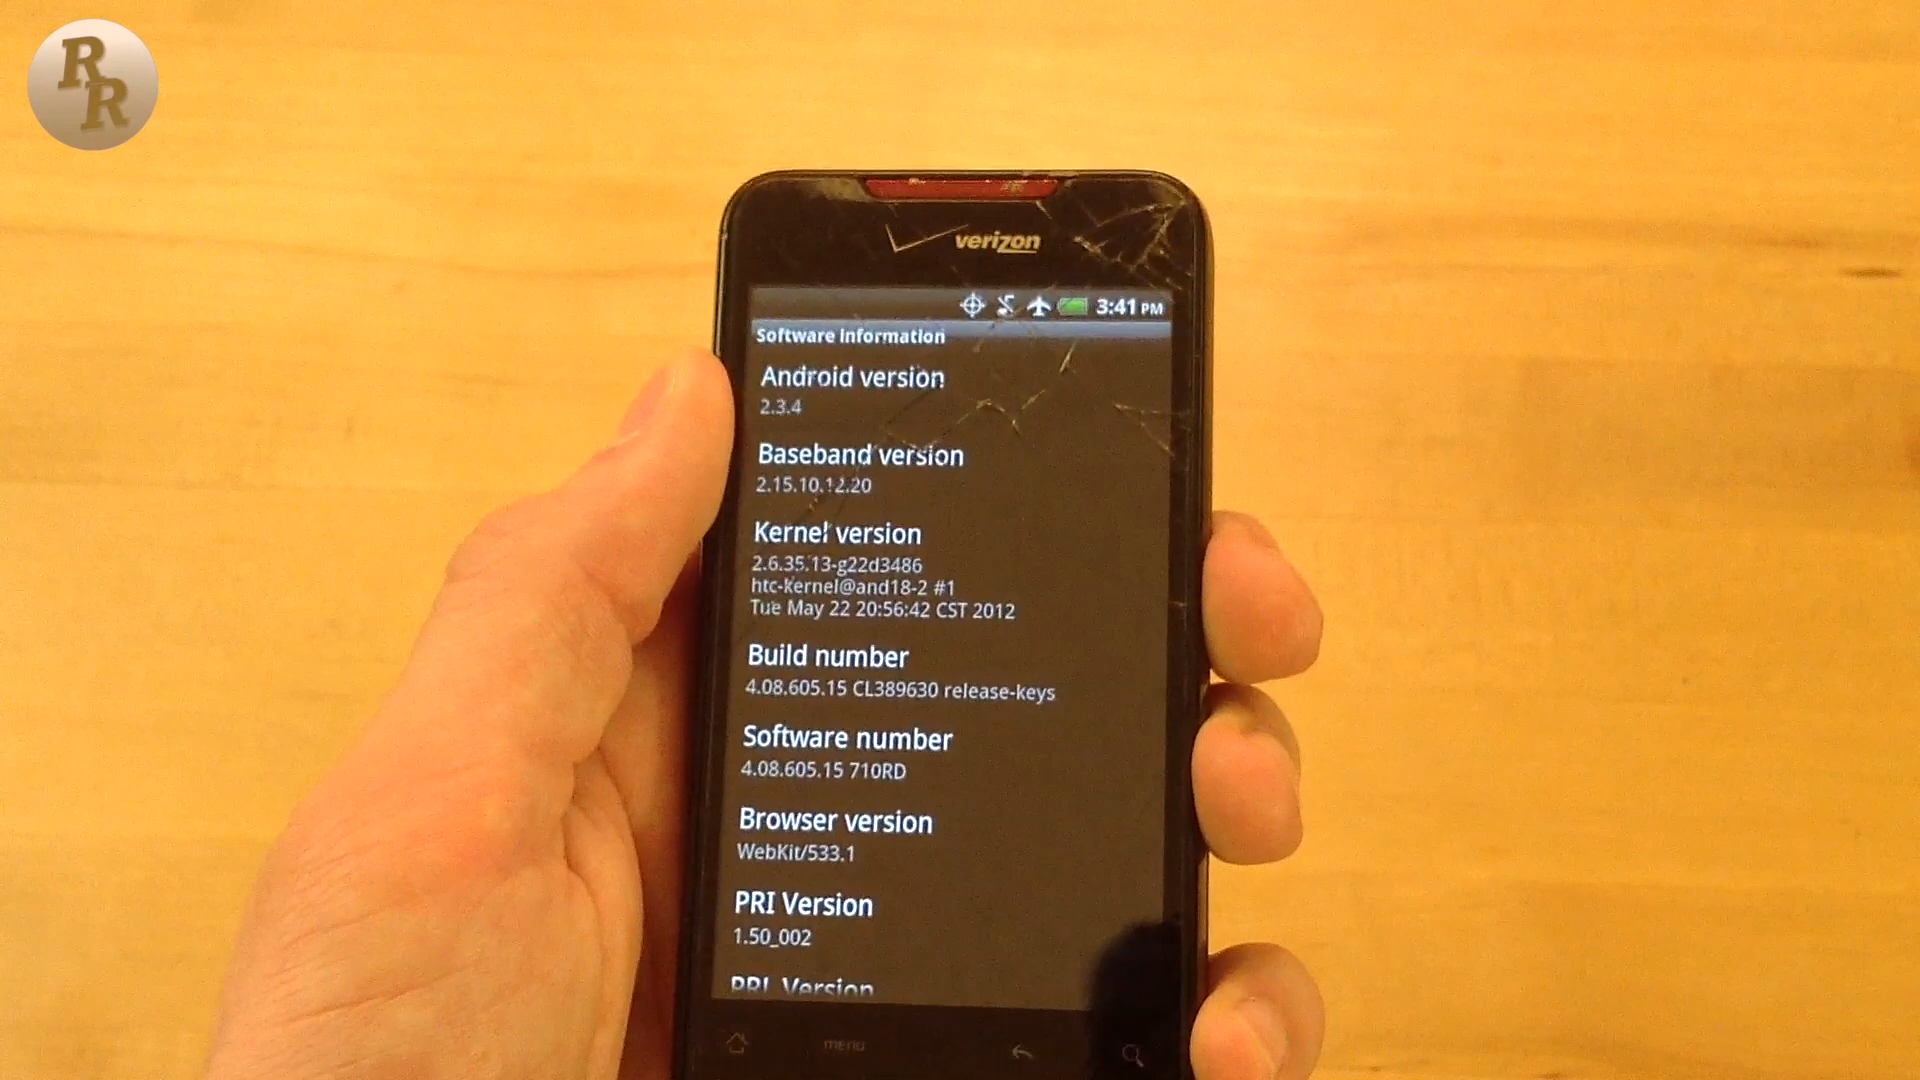 R
R
verizon
3:41 PM
Software information
Android version
2.3.4
Baseband version
2.15.10.12.20
Kernel version
2.6.35.13-g22d3486
htc-kernel@and18-2 #1
Tue May 22 20:56:42 CST 2012
Build number
4.08.605.15 CL389630 release-keys
Software number
4.08.605.15 710RD
Browser version
WebKit/533.1
PRI Version
1.50_002
PRL Version
menu